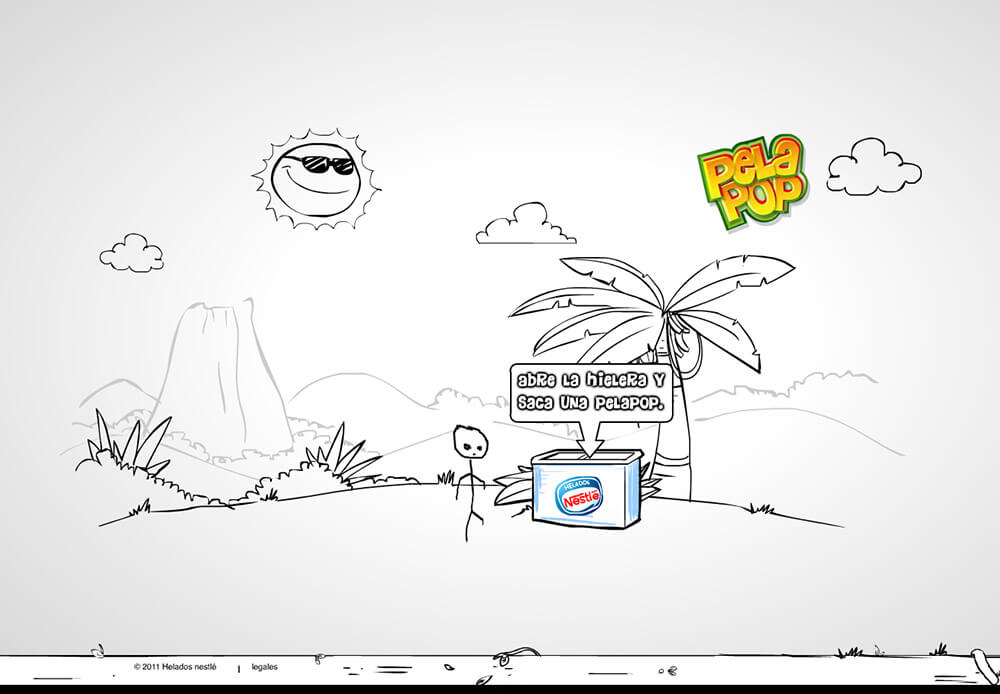 PELA
POP
abre la hielera y
saca una pelapop.
HELADOS
Nestlé
© 2011 Helados nestlé | legales